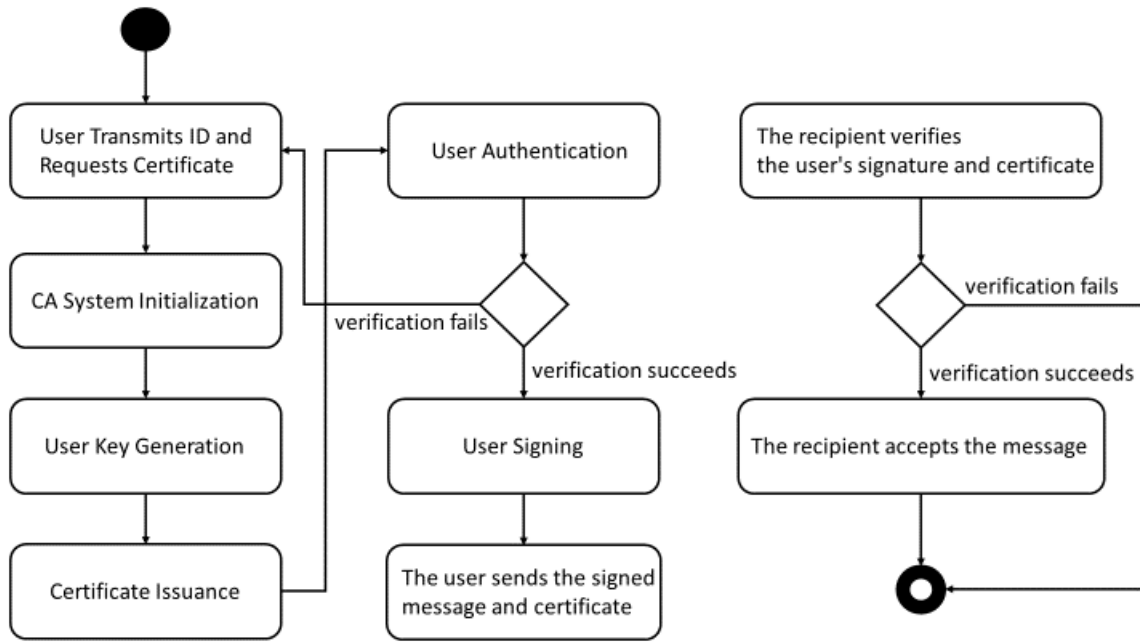 User Transmits ID and
Requests Certificate
CA System Initialization
User Key Generation
Certificate Issuance
User Authentication
verification fails
verification succeeds
User Signing
The user sends the signed
message and certificate
The recipient verifies
the user's signature and certificate
verification fails
verification succeeds
The recipient accepts the message